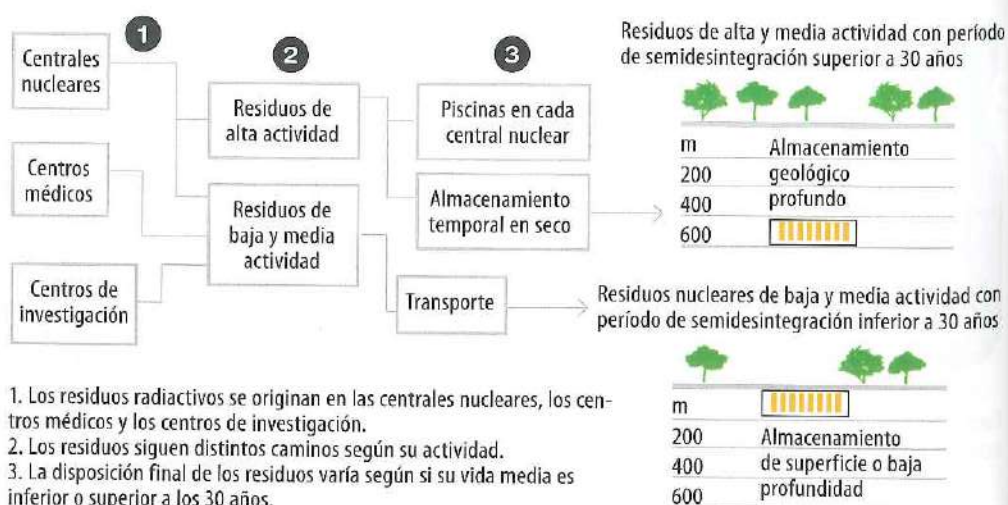 1
2
3
Centrales
nucleares
Centros
médicos
Centros de
investigación
Residuos de
alta actividad
Residuos de
baja y media
actividad
Piscinas en cada
central nuclear
Almacenamiento
temporal en seco
Transporte
Residuos de alta y media actividad con período
de semidesintegración superior a 30 años
m Almacenamiento
200 geológico
400 profundo
600
Residuos nucleares de baja y media actividad con
período de semidesintegración inferior a 30 años
m
200 Almacenamiento
400 de superficie o baja
600 profundidad
1. Los residuos radiactivos se originan en las centrales nucleares, los cen-
tros médicos y los centros de investigación.
2. Los residuos siguen distintos caminos según su actividad.
3. La disposición final de los residuos varía según si su vida media es
inferior o superior a los 30 años.